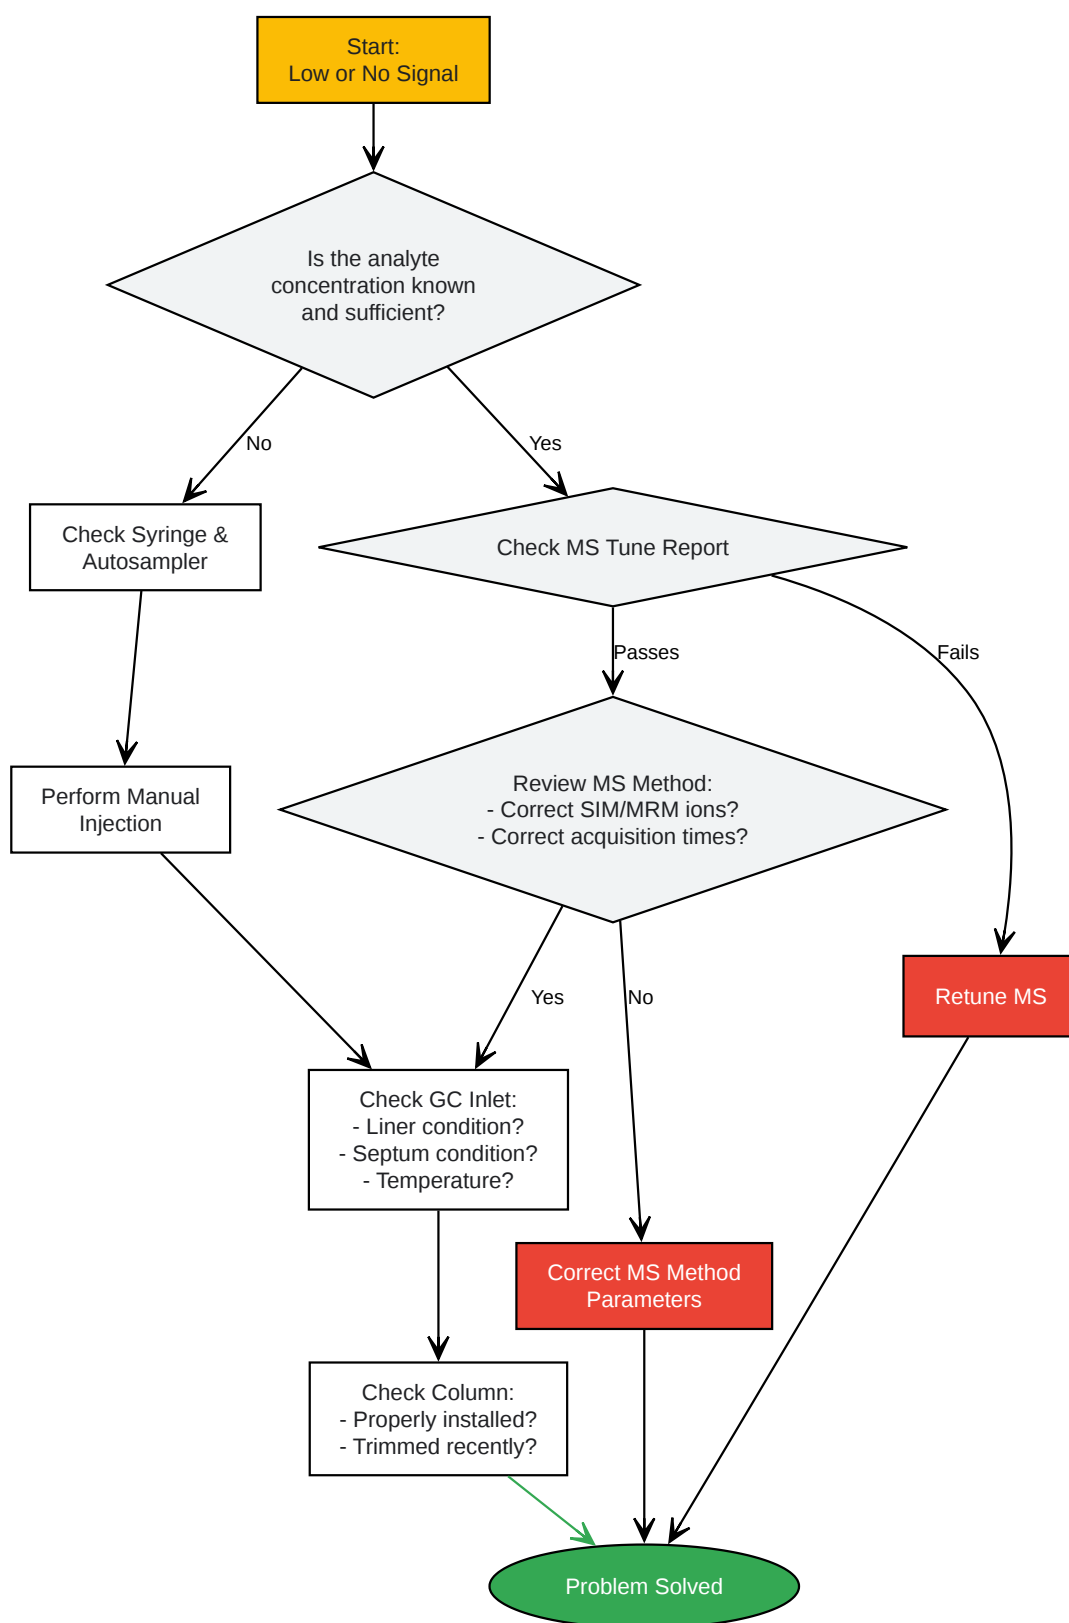 Start:
Low or No Signal
Is the analyte
concentration known
and sufficient?
No
Yes
Check Syringe &
Autosampler
Check MS Tune Report
Passes
Fails
Perform Manual
Injection
Review MS Method:
- Correct SIM/MRM ions?
- Correct acquisition times?
Yes
No
Retune MS
Check GC Inlet:
- Liner condition?
- Septum condition?
- Temperature?
Correct MS Method
Parameters
Check Column:
- Properly installed?
- Trimmed recently?
Problem Solved